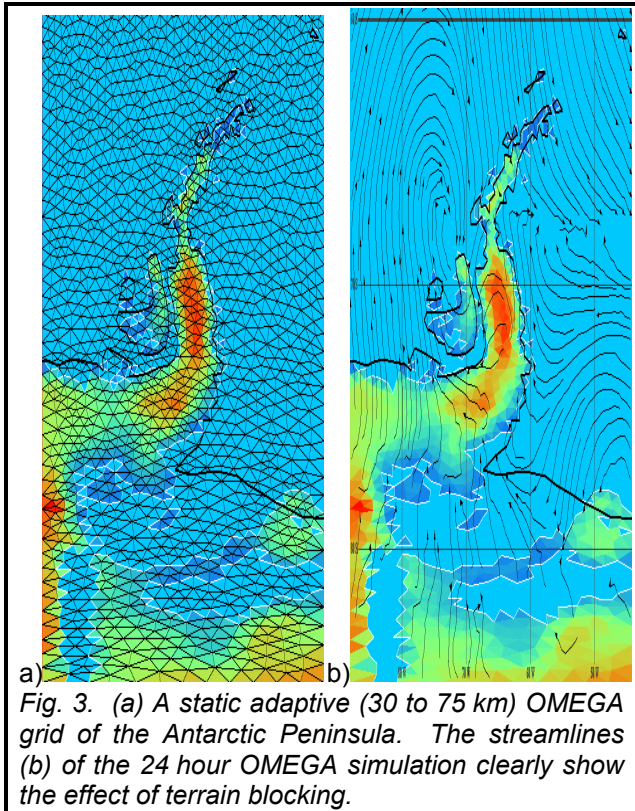 a)
b)
Fig. 3. (a) A static adaptive (30 to 75 km) OMEGA
grid of the Antarctic Peninsula. The streamlines
(b) of the 24 hour OMEGA simulation clearly show
the effect of terrain blocking.